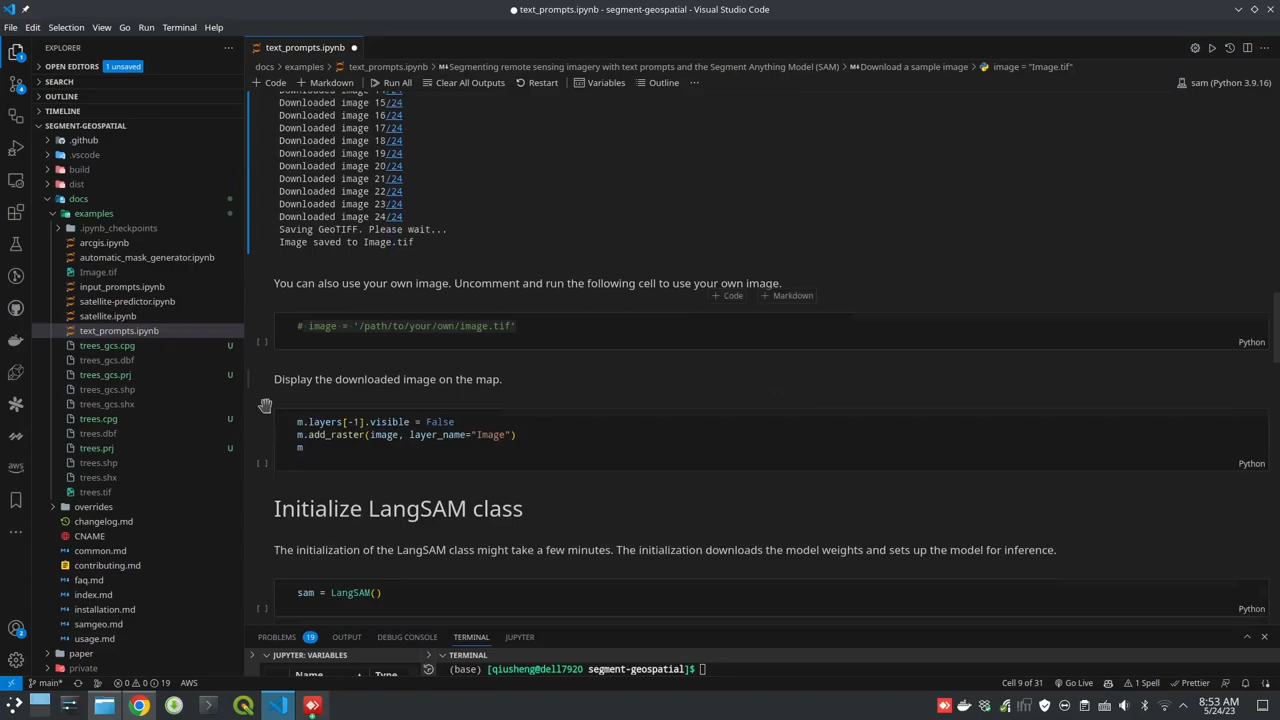 text_prompts.ipynb - segment-geospatial - Visual Studio Code
File Edit Selection View Go Run Terminal Help
EXPLORER
text_prompts.ipynb
OPEN EDITORS 1 unsaved
SEARCH
OUTLINE
TIMELINE
SEGMENT-GEOSPATIAL
.github
.vscode
build
dist
docs
examples
.ipynb_checkpoints
arcgis.ipynb
automatic_mask_generator.ipynb
Image.tif
input_prompts.ipynb
satellite-predictor.ipynb
satellite.ipynb
text_prompts.ipynb
trees_gcs.cpg U
trees_gcs.dbf
trees_gcs.prj U
trees_gcs.shp
trees_gcs.shx
trees.cpg U
trees.dbf
trees.prj U
trees.shp
trees.shx
trees.tif
overrides
changelog.md
CNAME
common.md
contributing.md
faq.md
index.md
installation.md
samgeo.md
usage.md
paper
private
docs > examples > text_prompts.ipynb > Segmenting remote sensing imagery with text prompts and the Segment Anything Model (SAM) > Download a sample image > image = "Image.tif"
+ Code + Markdown Run All Clear All Outputs Restart Variables Outline ... sam (Python 3.9.16)
Downloaded image 15/24
Downloaded image 16/24
Downloaded image 17/24
Downloaded image 18/24
Downloaded image 19/24
Downloaded image 20/24
Downloaded image 21/24
Downloaded image 22/24
Downloaded image 23/24
Downloaded image 24/24
Saving GeoTIFF. Please wait...
Image saved to Image.tif
You can also use your own image. Uncomment and run the following cell to use your own image.
+ Code + Markdown
# image = '/path/to/your/own/image.tif'
[ ] Python
Display the downloaded image on the map.
m.layers[-1].visible = False
m.add_raster(image, layer_name="Image")
m
[ ] Python
Initialize LangSAM class
The initialization of the LangSAM class might take a few minutes. The initialization downloads the model weights and sets up the model for inference.
sam = LangSAM()
[ ] Python
PROBLEMS 19 OUTPUT DEBUG CONSOLE TERMINAL JUPYTER
JUPYTER: VARIABLES
Name Type
TERMINAL
(base) [qiusheng@dell7920 segment-geospatial]$
main* 0 0 19 AWS
Cell 9 of 31 Go Live 1 Spell Prettier
8:53 AM
5/24/23